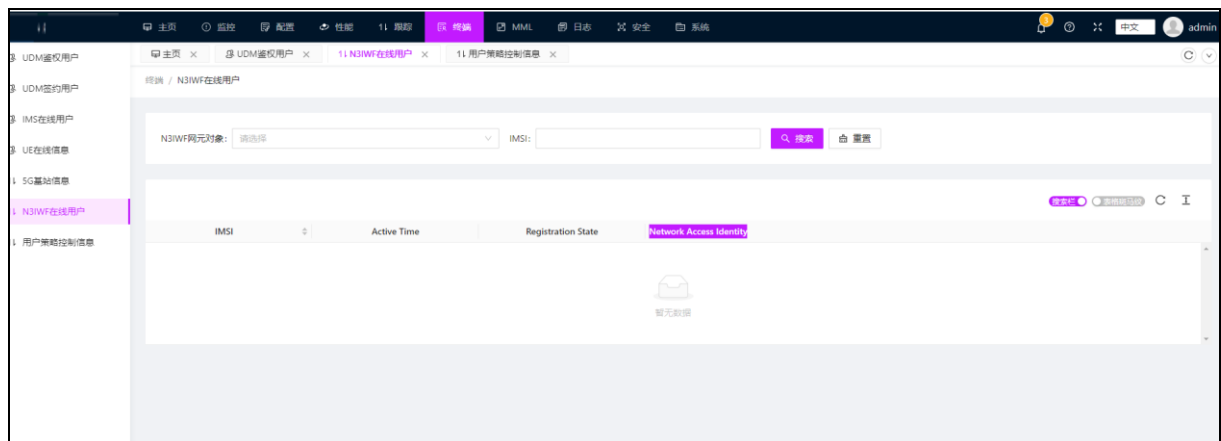 主页 监控 配置 性能 跟踪 终端 MML 日志 安全 系统 3 中文 admin
UDM鉴权用户
UDM签约用户
IMS在线用户
UE在线信息
5G基站信息
N3IWF在线用户
用户策略控制信息
主页 × UDM鉴权用户 × N3IWF在线用户 × 用户策略控制信息 ×
终端 / N3IWF在线用户
N3IWF网元对象: 请选择 IMSI: 搜索 重置
搜索栏 表格斑马纹
IMSI Active Time Registration State Network Access Identity
暂无数据